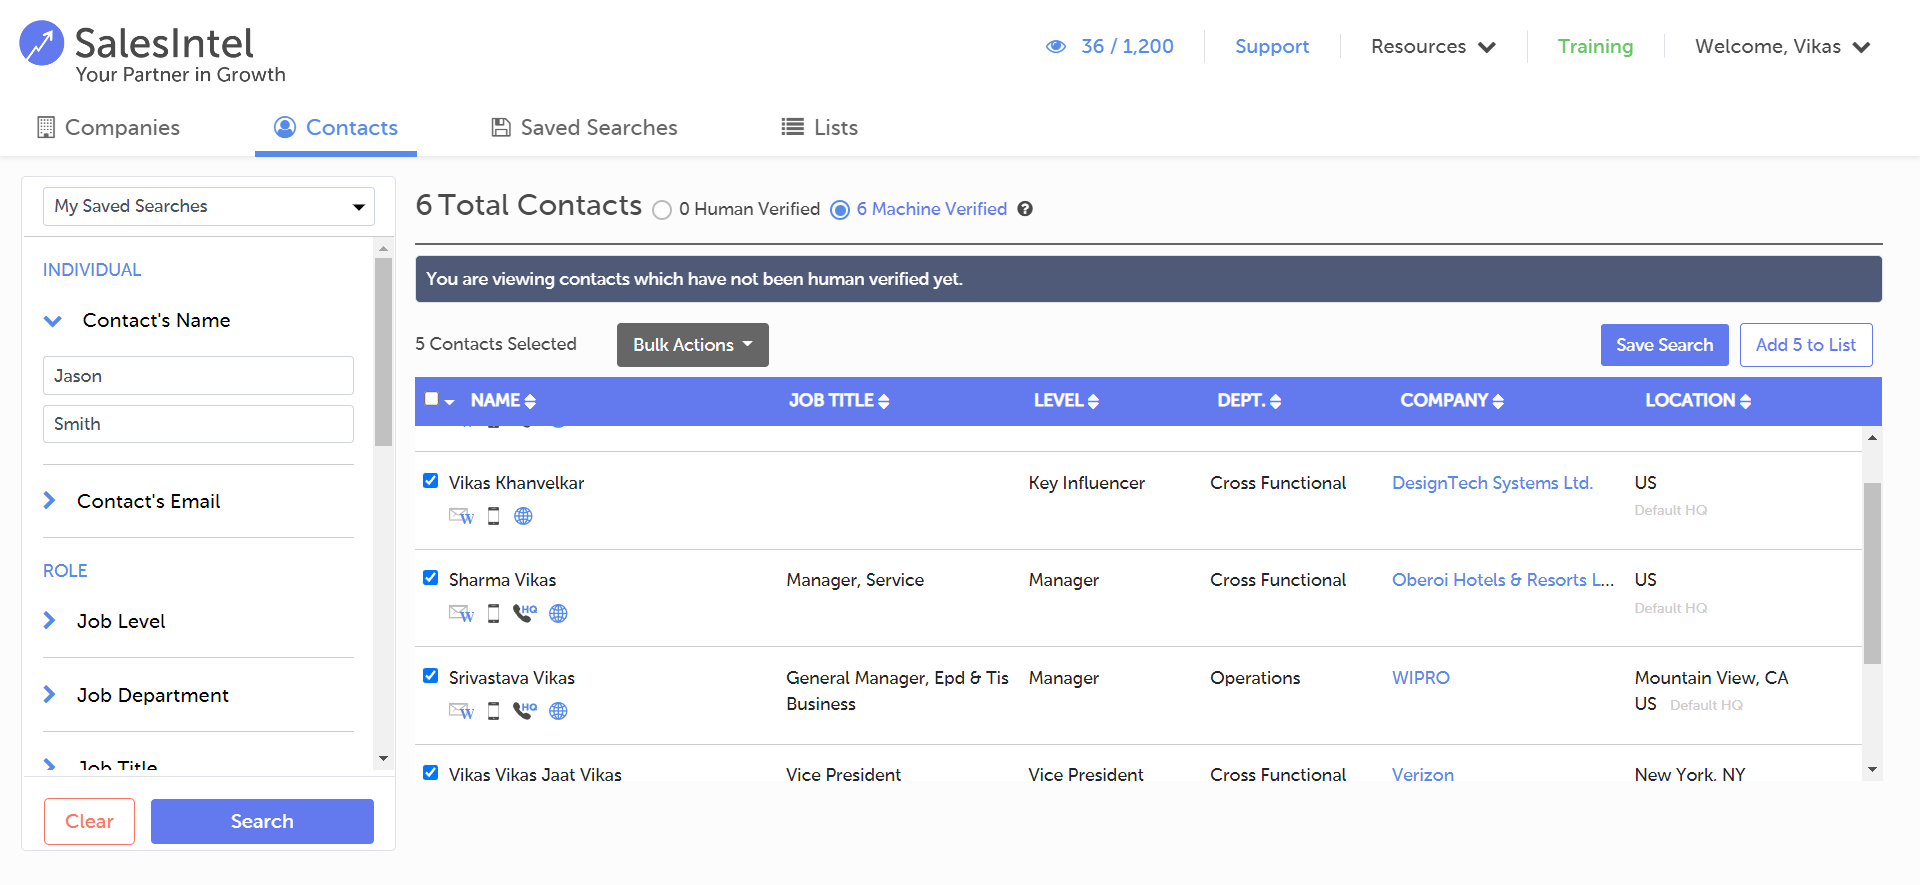 SalesIntel
Your Partner in Growth
36 / 1,200
Support
Resources
Training
Welcome, Vikas
Companies
Contacts
Saved Searches
Lists
My Saved Searches
INDIVIDUAL
Contact's Name
Jason
Smith
Contact's Email
ROLE
Job Level
Job Department
Job Title
Clear
Search
6 Total Contacts
0 Human Verified
6 Machine Verified
You are viewing contacts which have not been human verified yet.
5 Contacts Selected
Bulk Actions
Save Search
Add 5 to List
NAME JOB TITLE LEVEL DEPT. COMPANY LOCATION
Vikas Khanvelkar Key Influencer Cross Functional DesignTech Systems Ltd. US
W Default HQ
Sharma Vikas Manager, Service Manager Cross Functional Oberoi Hotels & Resorts L... US
W HQ Default HQ
Srivastava Vikas General Manager, Epd & Tis Manager Operations WIPRO Mountain View, CA
Business US Default HQ
W HQ
Vikas Vikas Jaat Vikas Vice President Vice President Cross Functional Verizon New York, NY